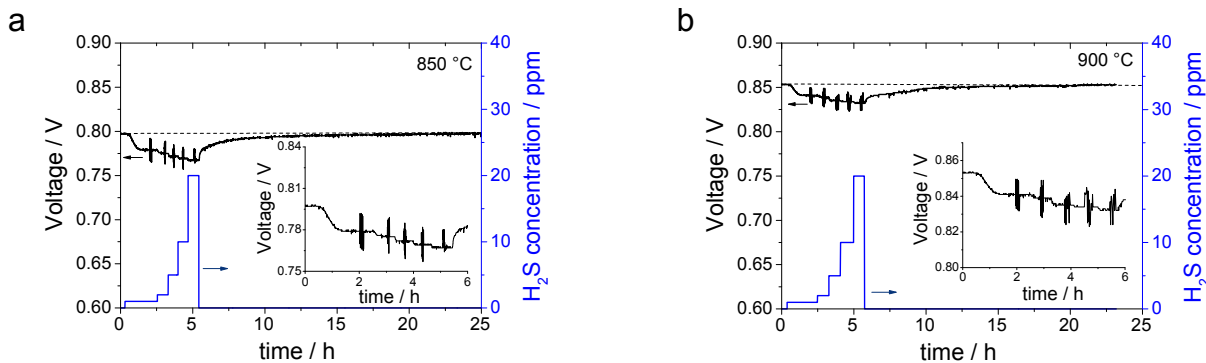 a
0.90
0.85
0.80
0.75
0.70
0.65
0.60
Voltage / V
850 °C
40
30
20
10
0
H₂S concentration / ppm
0 5 10 15 20 25
time / h
0.84
0.81
0.78
0.75
Voltage / V
0 2 4 6
time / h
b
0.90
0.85
0.80
0.75
0.70
0.65
0.60
Voltage / V
900 °C
40
30
20
10
0
H₂S concentration / ppm
0 5 10 15 20 25
time / h
0.86
0.84
0.82
0.80
Voltage / V
0 2 4 6
time / h